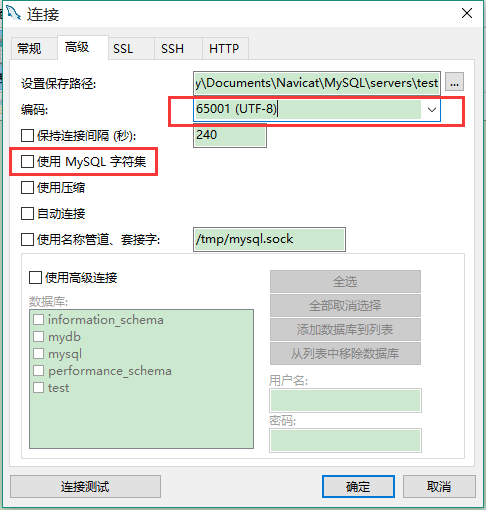 连接
常规 高级 SSL SSH HTTP
设置保存路径: y\Documents\Navicat\MySQL\servers\test ...
编码: 65001 (UTF-8)
保持连接间隔 (秒): 240
使用 MySQL 字符集
使用压缩
自动连接
使用名称管道、套接字: /tmp/mysql.sock
使用高级连接
数据库:
information_schema
mydb
mysql
performance_schema
test
全选
全部取消选择
添加数据库到列表
从列表中移除数据库
用户名:
密码:
连接测试 确定 取消